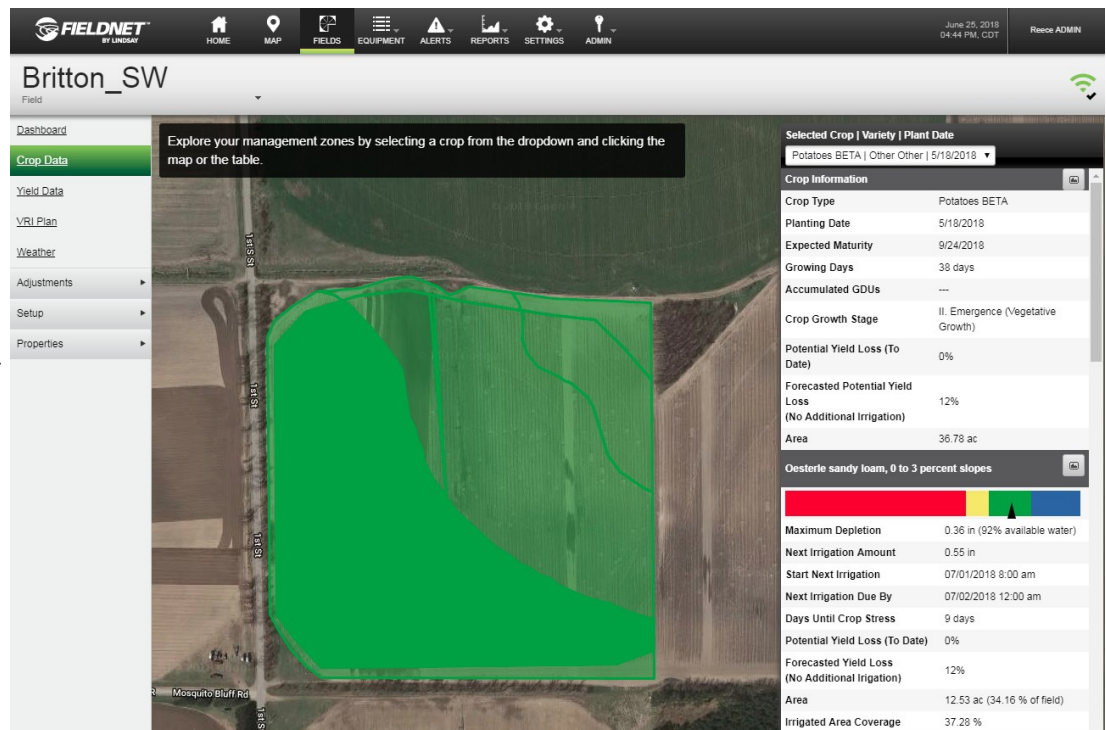 FIELDNET™
BY LINDSAY
HOME
MAP
FIELDS
EQUIPMENT
ALERTS
REPORTS
SETTINGS
ADMIN
June 25, 2018
04:44 PM, CDT
Reece ADMIN
Britton_SW
Field
Dashboard
Crop Data
Yield Data
VRI Plan
Weather
Adjustments
Setup
Properties
Explore your management zones by selecting a crop from the dropdown and clicking the
map or the table.
1st S St
1st St
1st St
Mosquito Bluff Rd
1st S
Selected Crop | Variety | Plant Date
Potatoes BETA | Other Other | 5/18/2018
Crop Information
Crop Type Potatoes BETA
Planting Date 5/18/2018
Expected Maturity 9/24/2018
Growing Days 38 days
Accumulated GDUs ---
Crop Growth Stage II. Emergence (Vegetative
Growth)
Potential Yield Loss (To
Date) 0%
Forecasted Potential Yield
Loss 12%
(No Additional Irrigation)
Area 36.78 ac
Oesterle sandy loam, 0 to 3 percent slopes
Maximum Depletion 0.36 in (92% available water)
Next Irrigation Amount 0.55 in
Start Next Irrigation 07/01/2018 8:00 am
Next Irrigation Due By 07/02/2018 12:00 am
Days Until Crop Stress 9 days
Potential Yield Loss (To Date) 0%
Forecasted Yield Loss
(No Additional Irrigation) 12%
Area 12.53 ac (34.16 % of field)
Irrigated Area Coverage 37.28 %